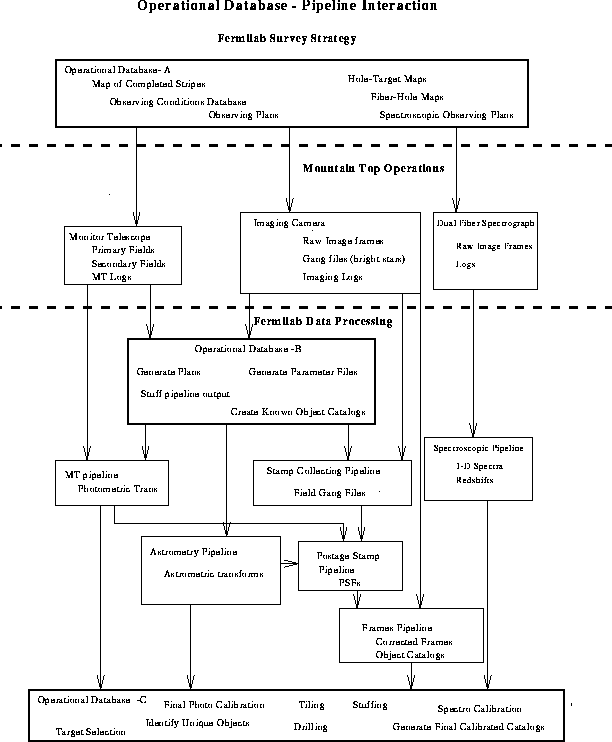 Operational Database - Pipeline Interaction
Fermilab Survey Strategy
Operational Database- A
Map of Completed Stripes
Hole-Target Maps
Observing Conditions Database
Fiber-Hole Maps
Observing Plans
Spectroscopic Observing Plans
Mountain Top Operations
Monitor Telescope
Primary Fields
Secondary Fields
MT Logs
Imaging Camera
Raw Image frames
Gang files (bright stars)
Imaging Logs
Dual Fiber Spectrograph
Raw Image Frames
Logs
Fermilab Data Processing
Operational Database -B
Generate Plans
Generate Parameter Files
Stuff pipeline output
Create Known Object Catalogs
MT pipeline
Photometric Trans
Stamp Collecting Pipeline
Field Gang Files
Spectroscopic Pipeline
1-D Spectra
Redshifts
Astrometry Pipeline
Astrometric transforms
Postage Stamp
Pipeline
PSFs
Frames Pipeline
Corrected Frames
Object Catalogs
Operational Database -C
Final Photo Calibration
Tiling
Stuffing
Spectro Calibration
Target Selection
Identify Unique Objects
Drilling
Generate Final Calibrated Catalogs